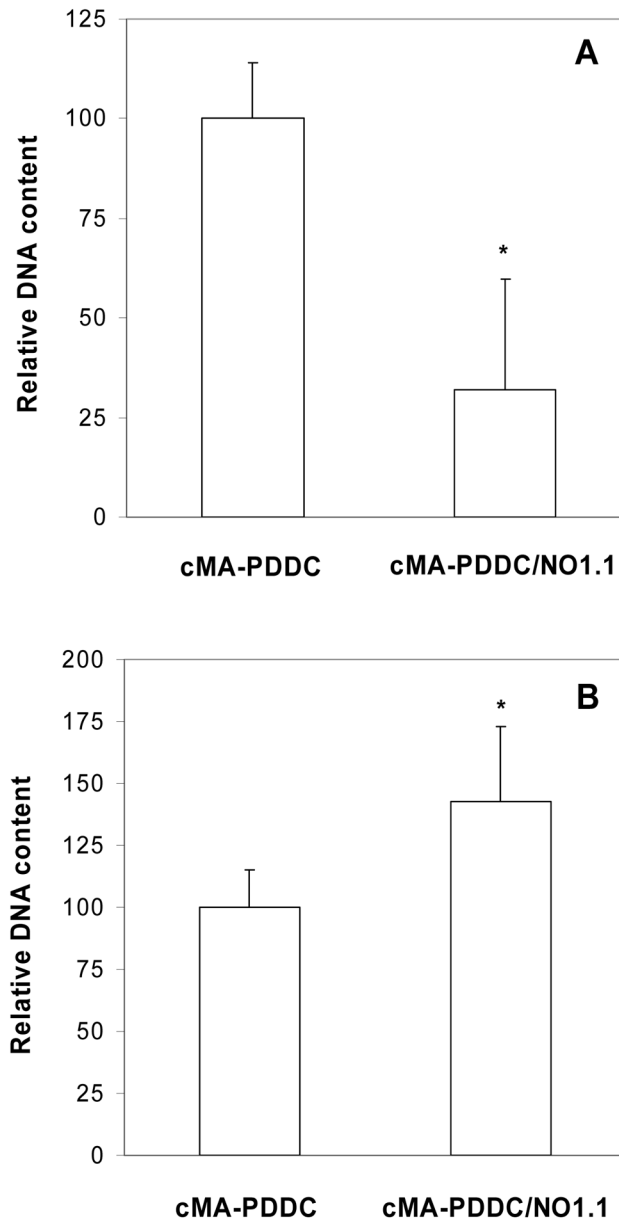 A
Relative DNA content
125
100
75
50
25
0
*
cMA-PDDC
cMA-PDDC/NO1.1
B
Relative DNA content
200
175
150
125
100
75
50
25
0
*
cMA-PDDC
cMA-PDDC/NO1.1